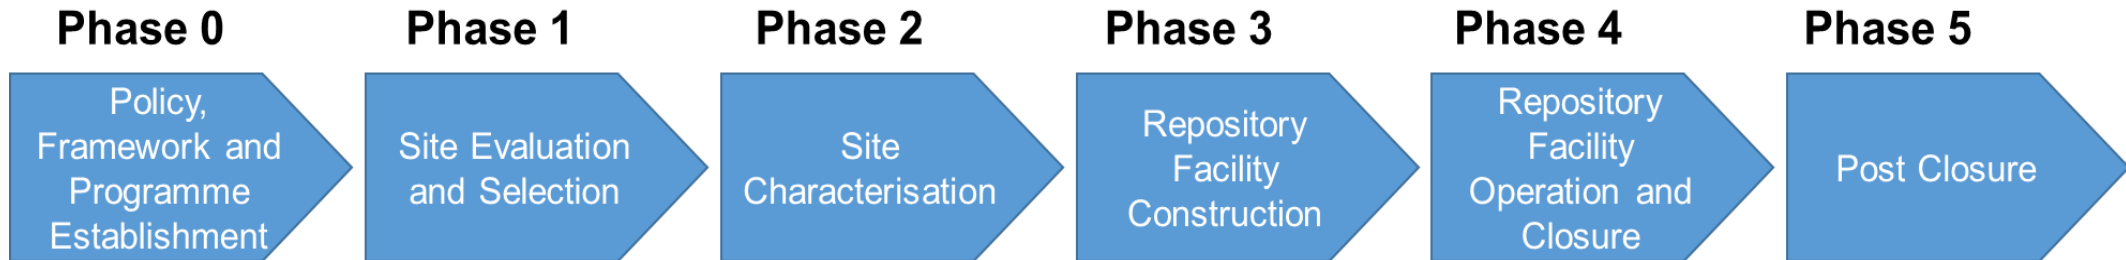 Phase 0
Policy,
Framework and
Programme
Establishment
Phase 1
Site Evaluation
and Selection
Phase 2
Site
Characterisation
Phase 3
Repository
Facility
Construction
Phase 4
Repository
Facility
Operation and
Closure
Phase 5
Post Closure